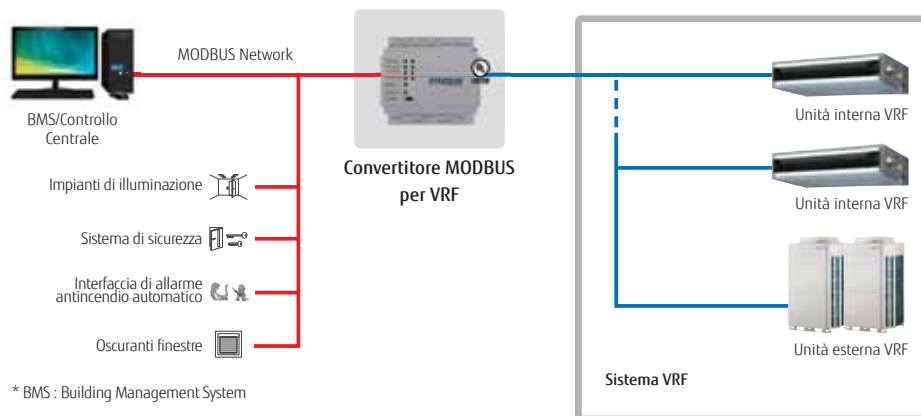 MODBUS Network
BMS/Controllo
Centrale
Impianti di illuminazione
Sistema di sicurezza
Interfaccia di allarme
antincendio automatico
Oscuranti finestre
* BMS : Building Management System
Convertitore MODBUS
per VRF
Unità interna VRF
Unità interna VRF
Unità esterna VRF
Sistema VRF